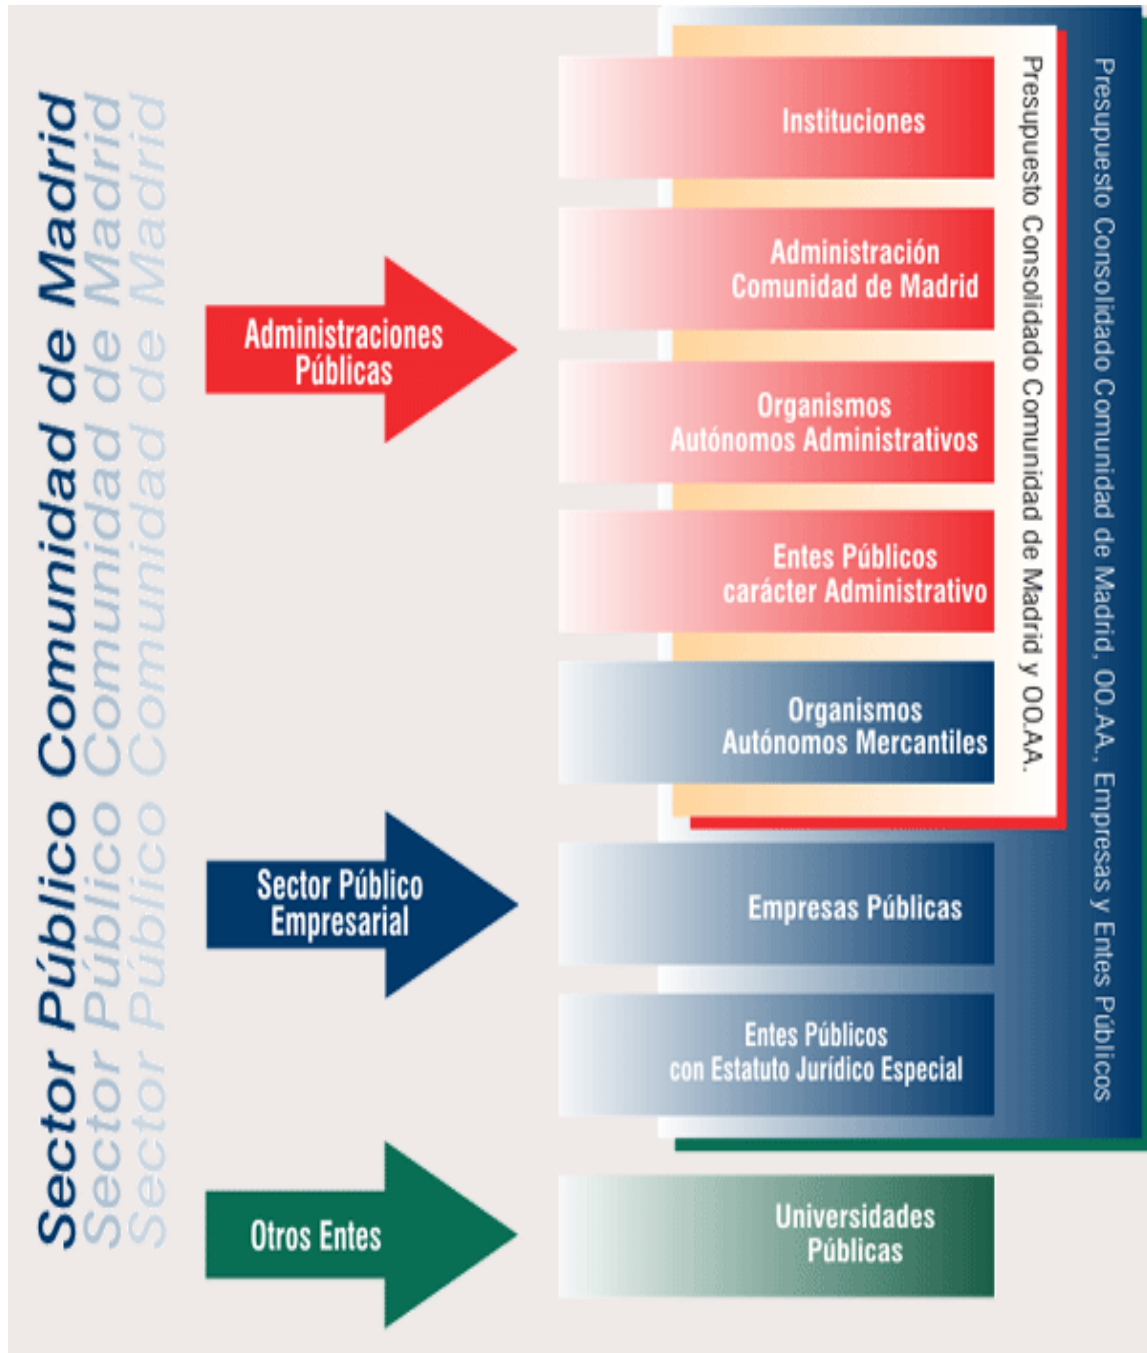 Sector Público Comunidad de Madrid
Sector Público Comunidad de Madrid
Sector Público Comunidad de Madrid
Administraciones
Públicas
Instituciones
Administración
Comunidad de Madrid
Organismos
Autónomos Administrativos
Entes Públicos
carácter Administrativo
Sector Público
Empresarial
Organismos
Autónomos Mercantiles
Empresas Públicas
Entes Públicos
con Estatuto Jurídico Especial
Otros Entes
Universidades
Públicas
Presupuesto Consolidado Comunidad de Madrid y OO.AA.
Presupuesto Consolidado Comunidad de Madrid, OO.AA., Empresas y Entes Públicos